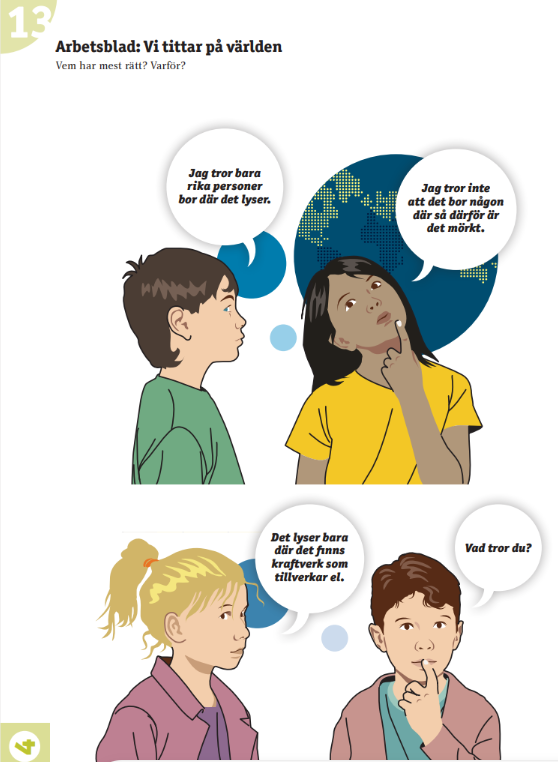 13
Arbetsblad: Vi tittar på världen
Vem har mest rätt? Varför?
Jag tror bara
rika personer
bor där det lyser.
Jag tror inte
att det bor någon
där så därför är
det mörkt.
Det lyser bara
där det finns
kraftverk som
tillverkar el.
Vad tror du?